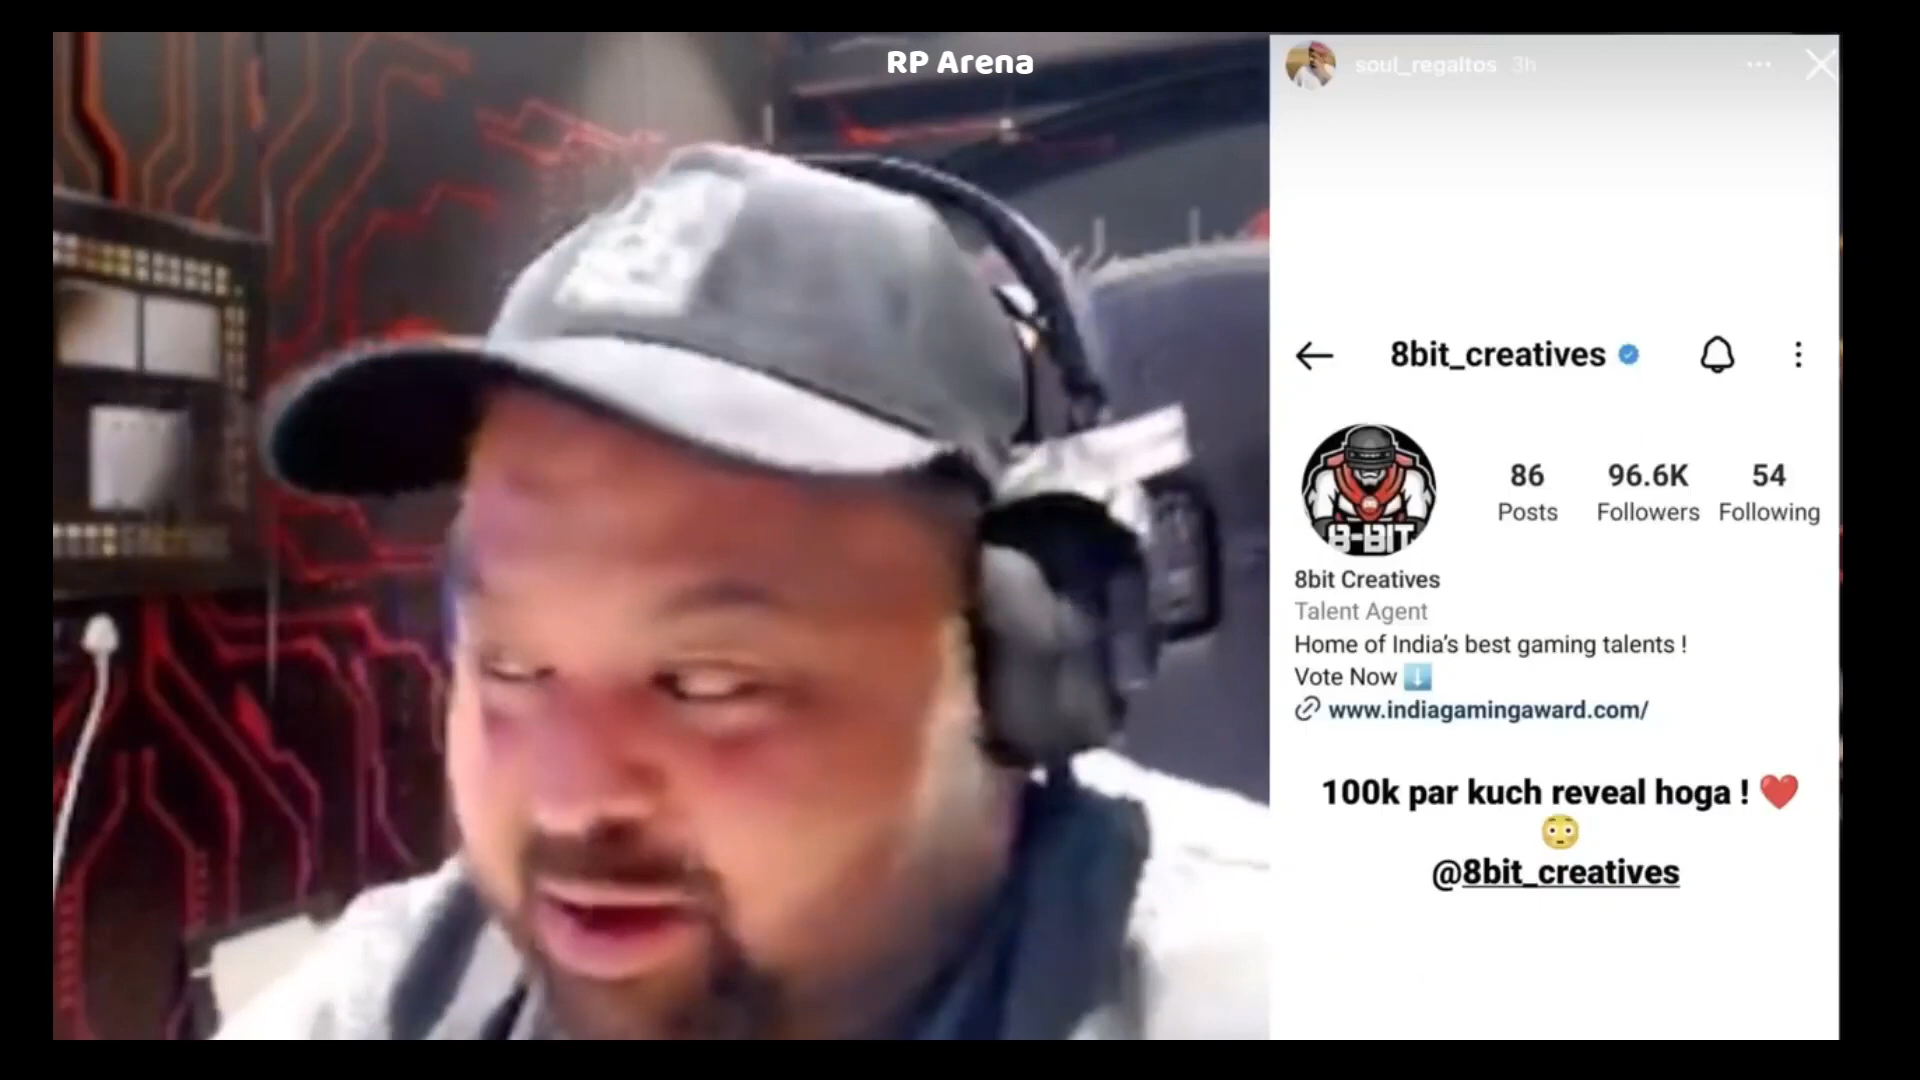 RP Arena
soul_regaltos 3h
8bit_creatives
86
96.6K
54
Posts
Followers
Following
8-BIT
8bit Creatives
Talent Agent
Home of India's best gaming talents !
Vote Now ⬇️
www.indiagamingaward.com/
100k par kuch reveal hoga ! ❤️
😳
@8bit_creatives